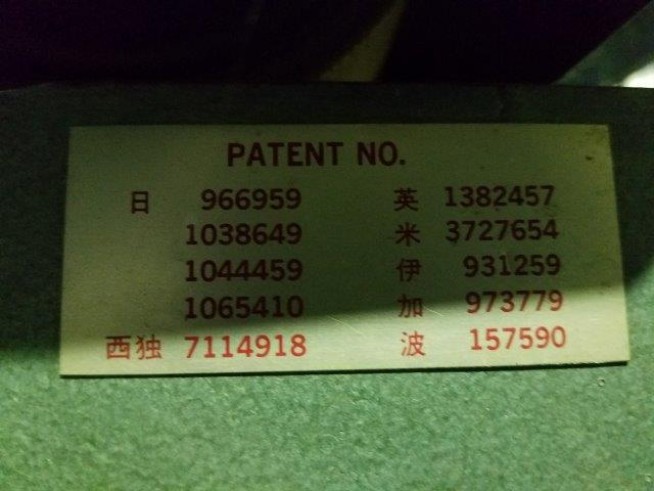 PATENT NO.
日 966959 英 1382457
1038649 米 3727654
1044459 伊 931259
1065410 加 973779
西独 7114918 波 157590